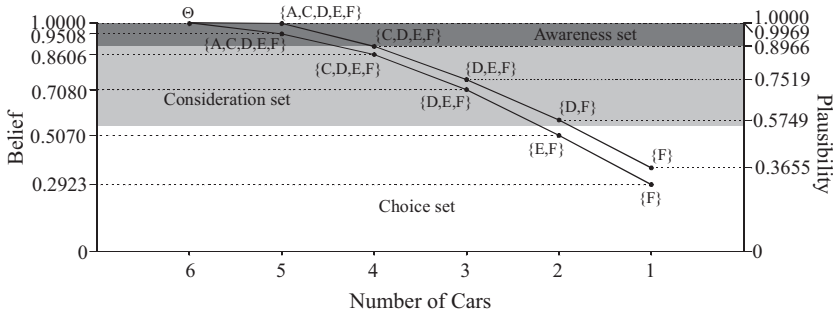 Θ
{A,C,D,E,F}
1.0000
1.0000
0.9508
{A,C,D,E,F}
{C,D,E,F}
Awareness set
0.9969
0.8966
0.8606
{C,D,E,F}
{D,E,F}
0.7519
0.7080
Consideration set
{D,E,F}
{D,F}
0.5749
0.5070
{E,F}
{F}
0.3655
0.2923
{F}
Choice set
0
0
Belief
Plausibility
6
5
4
3
2
1
Number of Cars